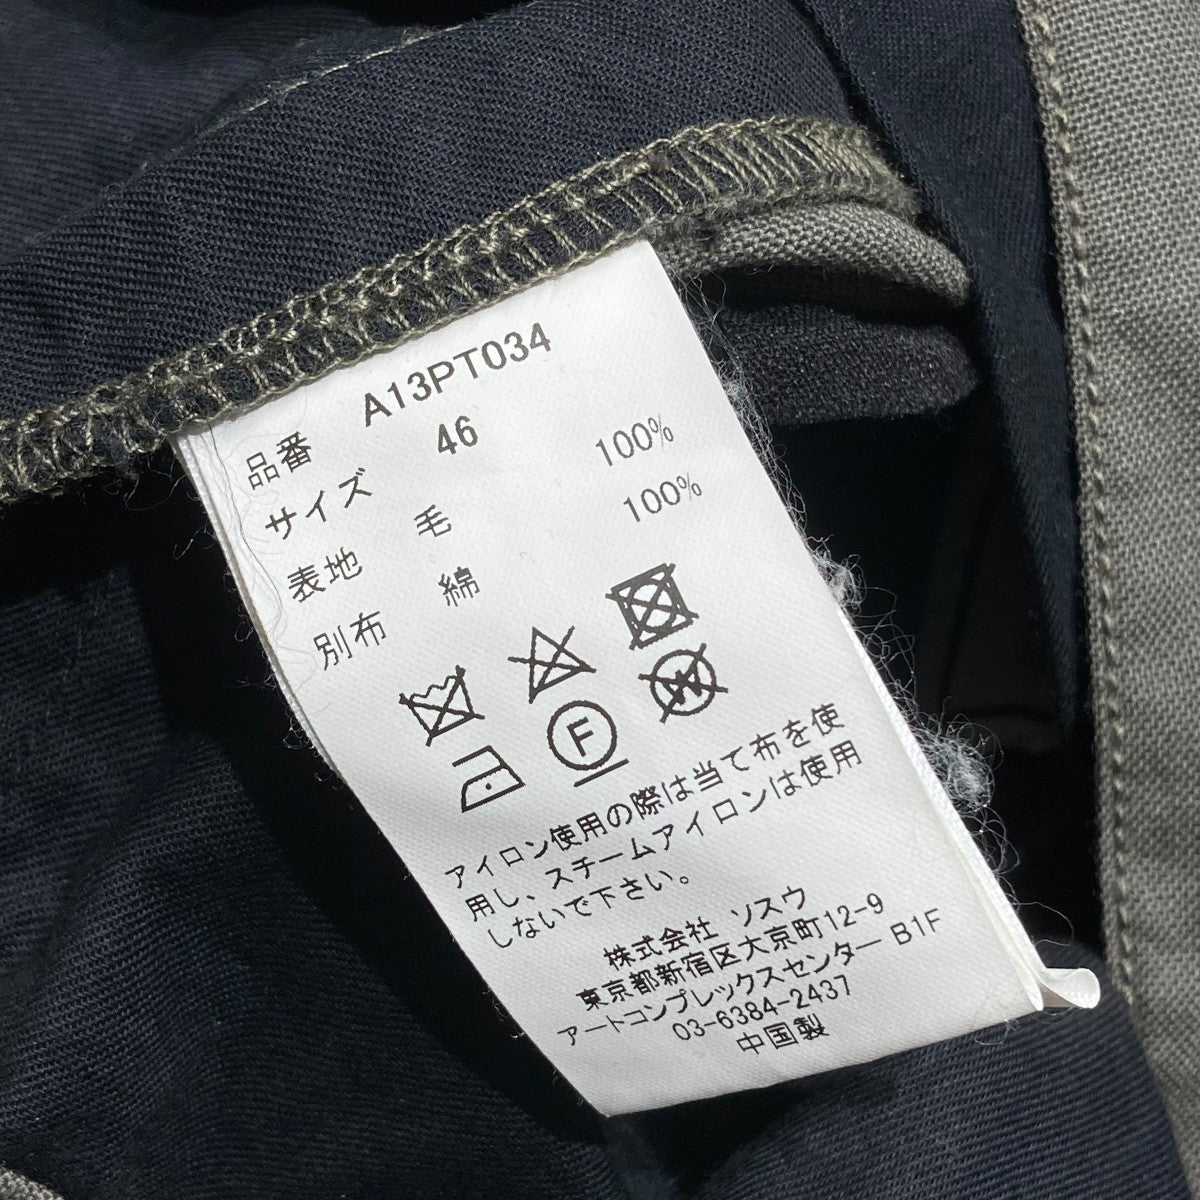 品番 A13PT034
サイズ 46
表地 毛 100%
別布 綿 100%
F
W
アイロン使用の際は当て布を使
用し、スチームアイロンは使用
しないで下さい。
株式会社 ソスウ
東京都新宿区大京町12-9
アートコンプレックスセンター B1F
03-6384-2437
中国製